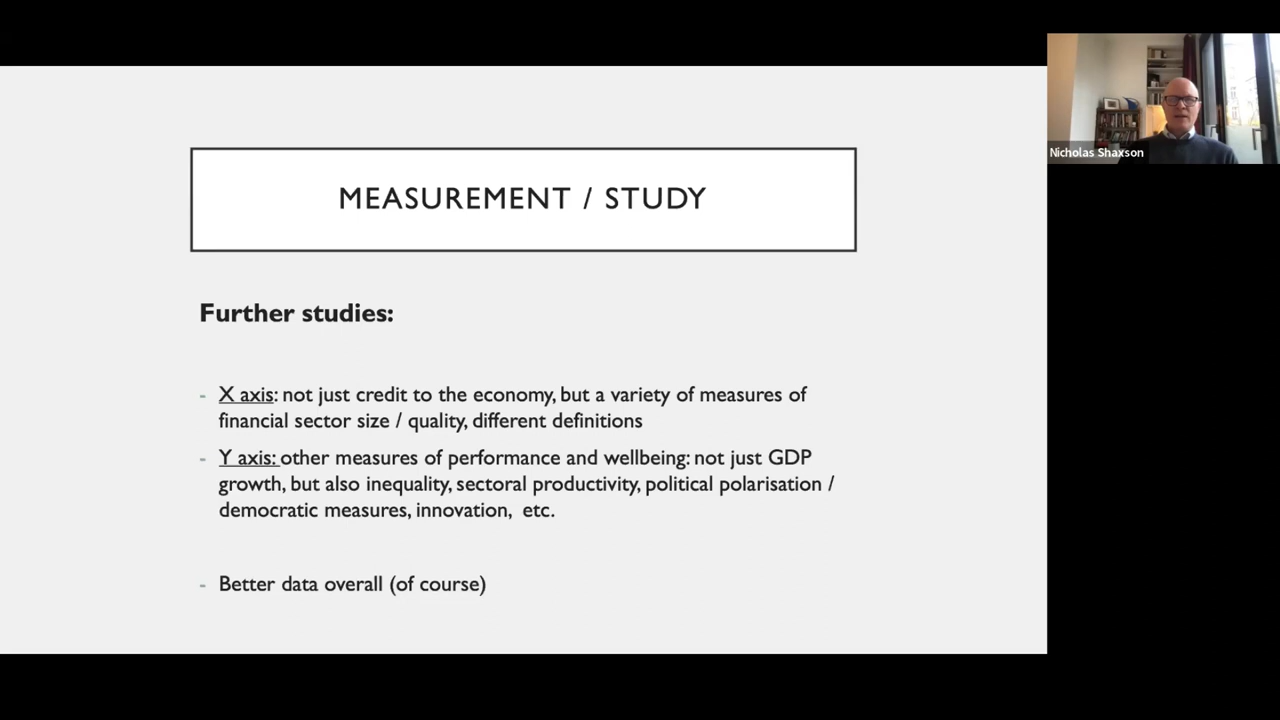 MEASUREMENT / STUDY
Further studies:
- X axis: not just credit to the economy, but a variety of measures of
financial sector size / quality, different definitions
- Y axis: other measures of performance and wellbeing: not just GDP
growth, but also inequality, sectoral productivity, political polarisation /
democratic measures, innovation, etc.
- Better data overall (of course)
Nicholas Shaxson